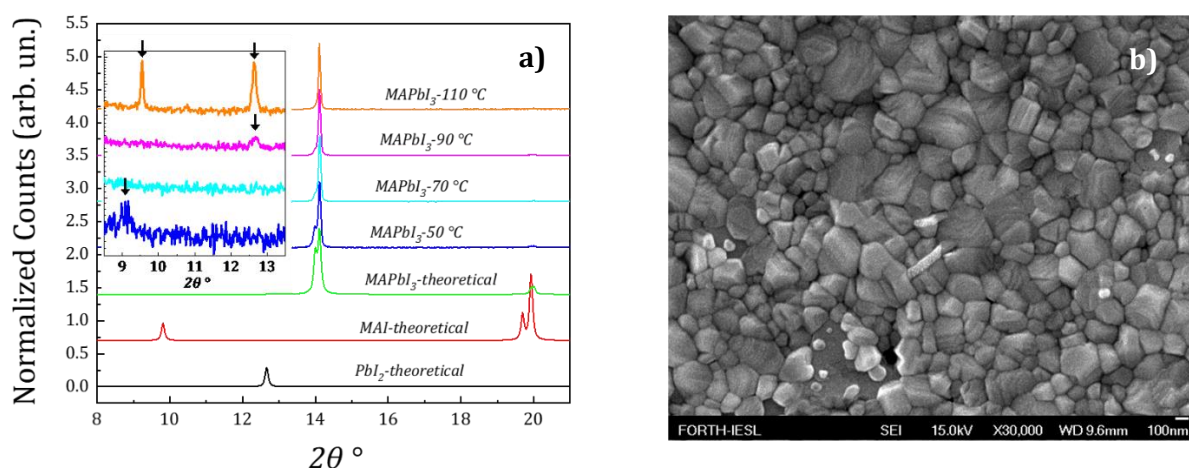 Normalized Counts (arb. un.)
5.5
5.0
4.5
4.0
3.5
3.0
2.5
2.0
1.5
1.0
0.5
0.0
8
10
12
14
16
18
20
2θ °
a)
9
10
11
12
13
2θ °
MAPbI₃-110 °C
MAPbI₃-90 °C
MAPbI₃-70 °C
MAPbI₃-50 °C
MAPbI₃-theoretical
MAI-theoretical
PbI₂-theoretical
b)
FORTH-IESL SEI 15.0kV X30,000 WD 9.6mm 100nm